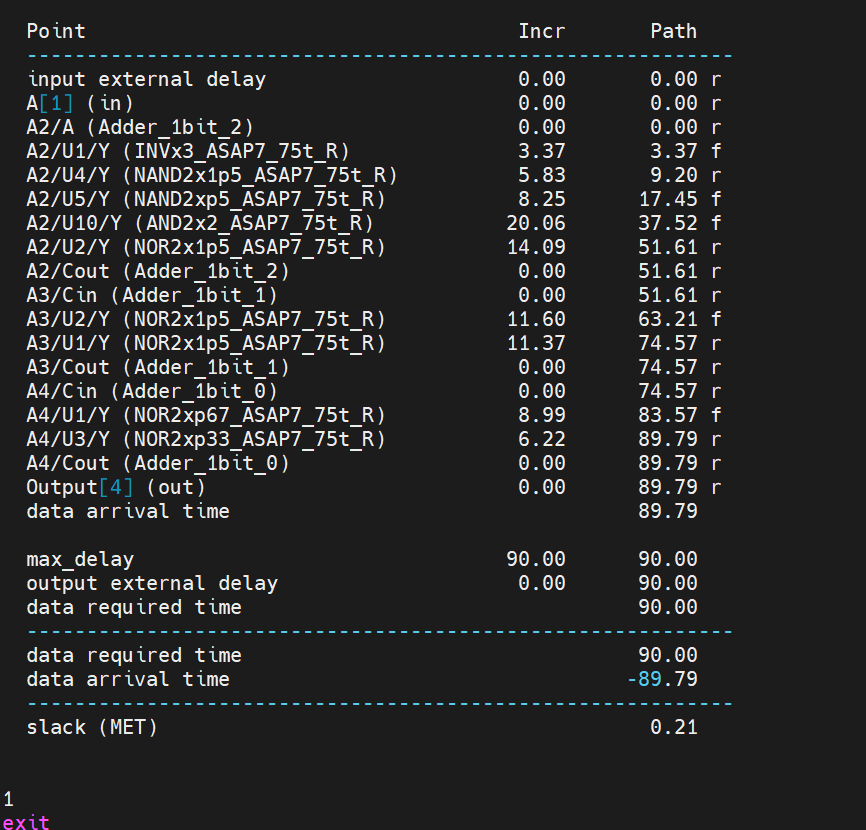 Point Incr Path
-----------------------------------------------------------
input external delay 0.00 0.00 r
A[1] (in) 0.00 0.00 r
A2/A (Adder_1bit_2) 0.00 0.00 r
A2/U1/Y (INVx3_ASAP7_75t_R) 3.37 3.37 f
A2/U4/Y (NAND2x1p5_ASAP7_75t_R) 5.83 9.20 r
A2/U5/Y (NAND2xp5_ASAP7_75t_R) 8.25 17.45 f
A2/U10/Y (AND2x2_ASAP7_75t_R) 20.06 37.52 f
A2/U2/Y (NOR2x1p5_ASAP7_75t_R) 14.09 51.61 r
A2/Cout (Adder_1bit_2) 0.00 51.61 r
A3/Cin (Adder_1bit_1) 0.00 51.61 r
A3/U2/Y (NOR2x1p5_ASAP7_75t_R) 11.60 63.21 f
A3/U1/Y (NOR2x1p5_ASAP7_75t_R) 11.37 74.57 r
A3/Cout (Adder_1bit_1) 0.00 74.57 r
A4/Cin (Adder_1bit_0) 0.00 74.57 r
A4/U1/Y (NOR2xp67_ASAP7_75t_R) 8.99 83.57 f
A4/U3/Y (NOR2xp33_ASAP7_75t_R) 6.22 89.79 r
A4/Cout (Adder_1bit_0) 0.00 89.79 r
Output[4] (out) 0.00 89.79 r
data arrival time 89.79
max_delay 90.00 90.00
output external delay 0.00 90.00
data required time 90.00
-----------------------------------------------------------
data required time 90.00
data arrival time -89.79
-----------------------------------------------------------
slack (MET) 0.21
1
exit